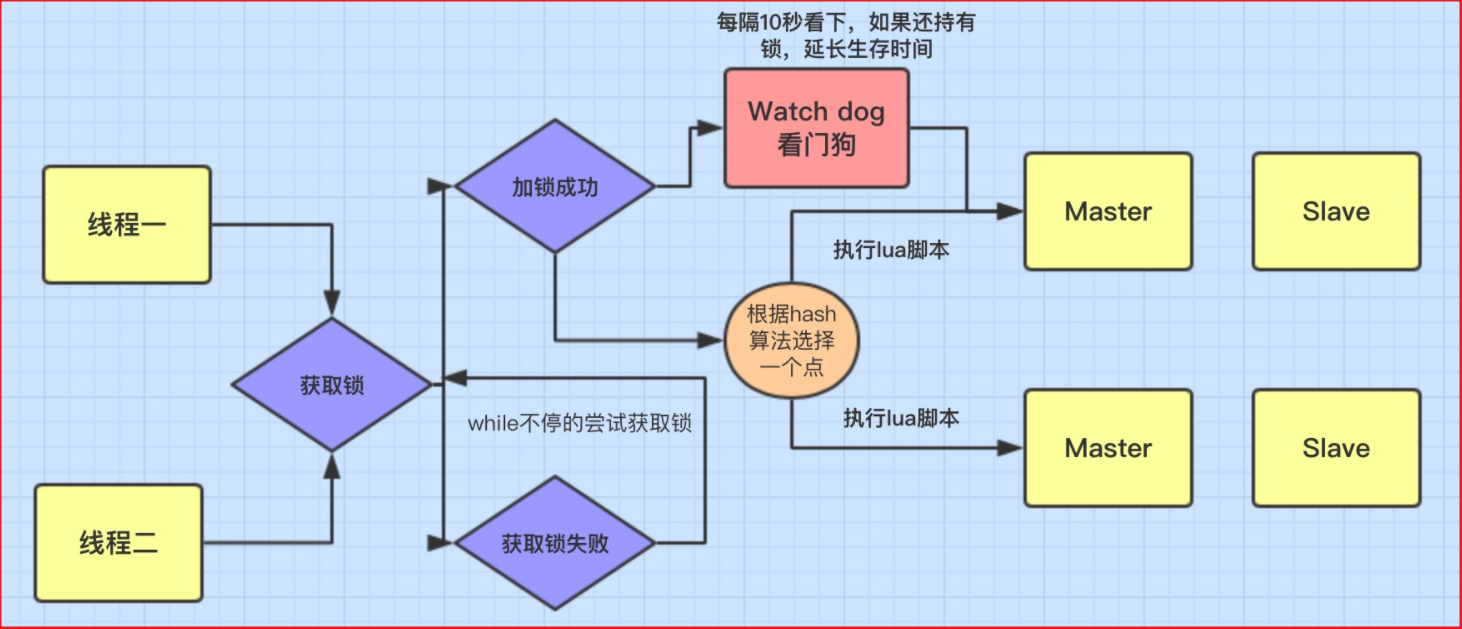 每隔10秒看下，如果还持有
锁，延长生存时间
Watch dog
看门狗
线程一
加锁成功
Master
Slave
执行lua脚本
根据hash
算法选择
一个点
获取锁
while不停的尝试获取锁
执行lua脚本
Master
Slave
线程二
获取锁失败